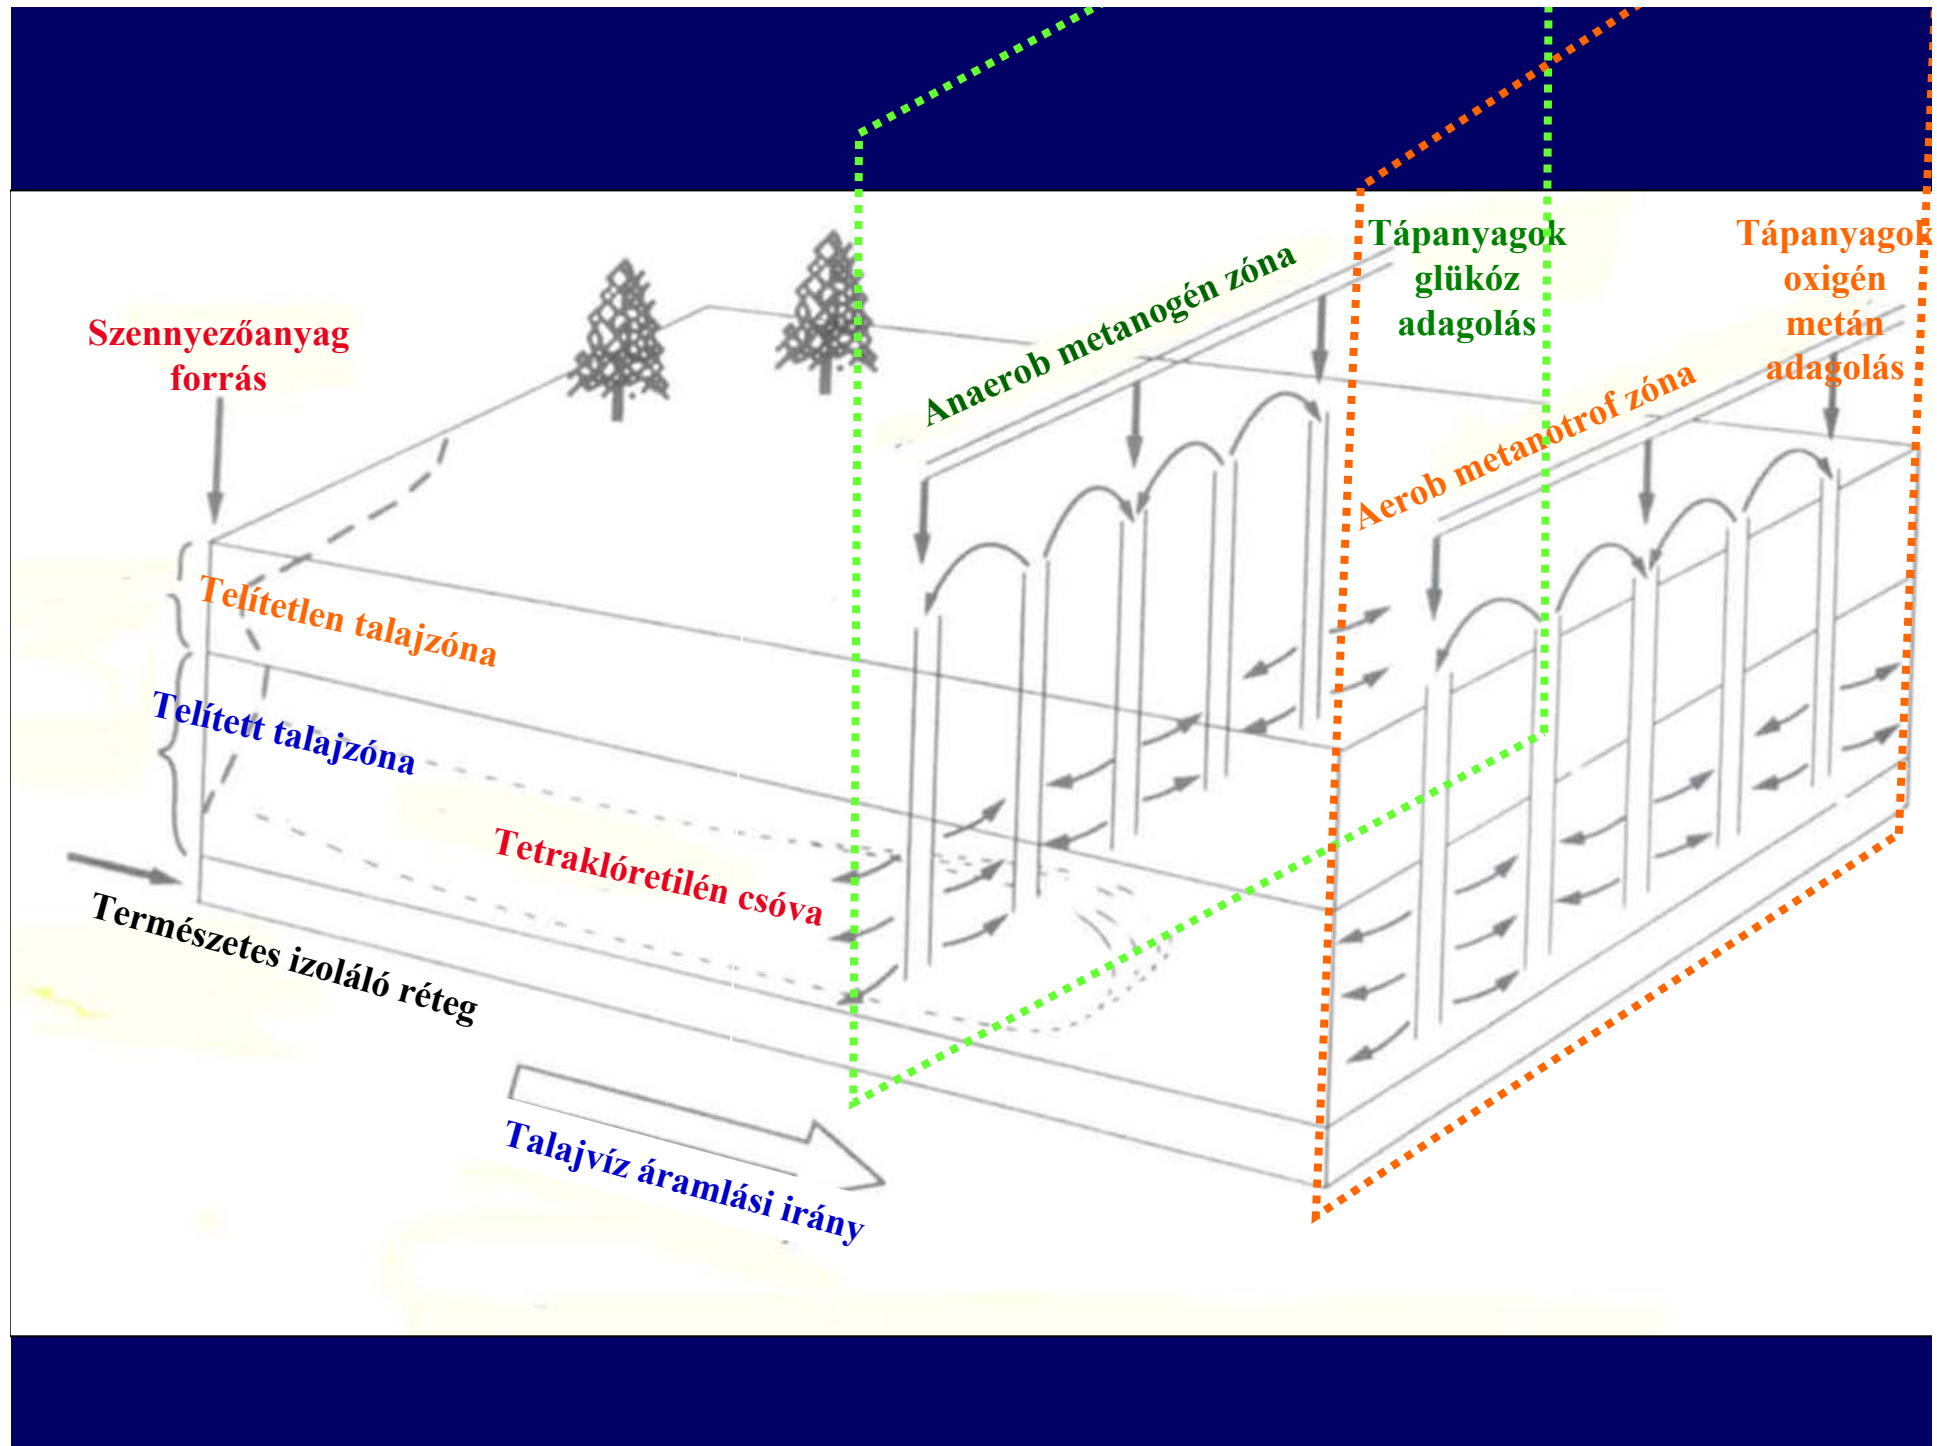 Szennyezőanyag
forrás
Anaerob metanogén zóna
Tápanyagok
glükóz
adagolás
Tápanyagok
oxigén
metán
adagolás
Aerob metanotrof zóna
Telítetlen talajzóna
Telített talajzóna
Tetraklóretilén csóva
Természetes izoláló réteg
Talajvíz áramlási irány